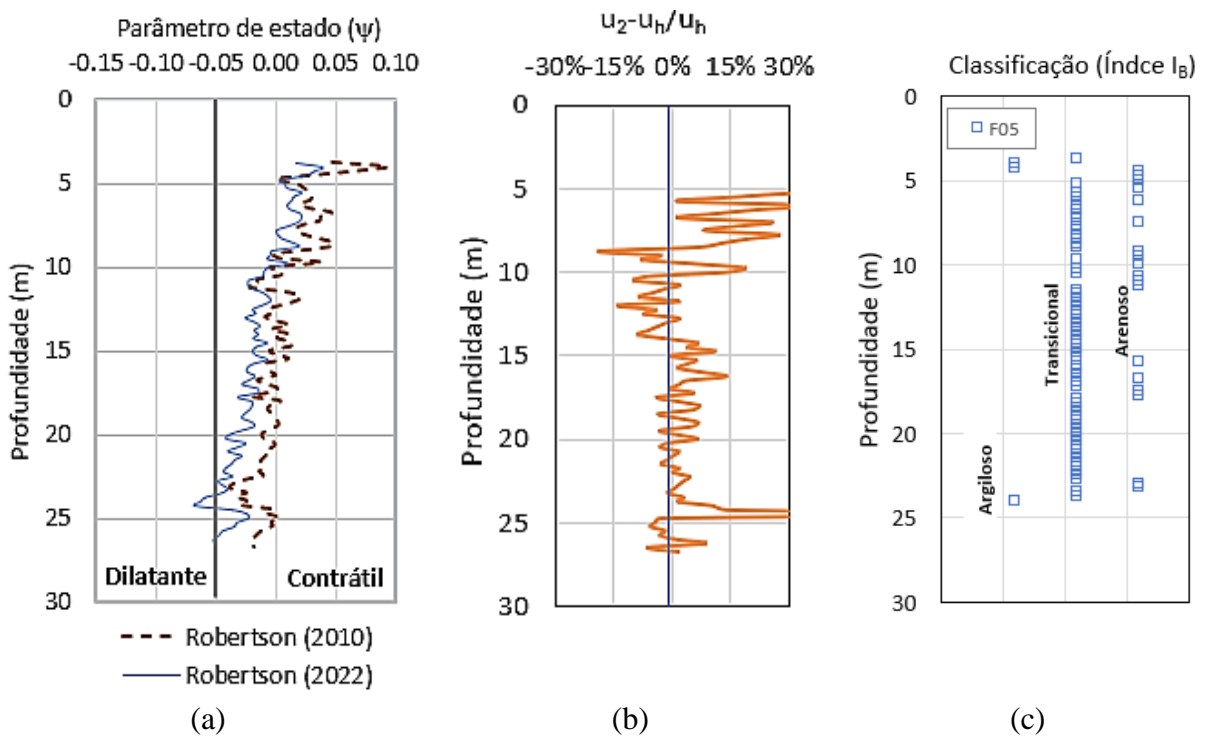 Parâmetro de estado (ψ)
-0.15 -0.10 -0.05 0.00 0.05 0.10
0
5
10
15
20
25
30
Profundidade (m)
Dilatante
Contrátil
Robertson (2010)
Robertson (2022)
(a)
u2-uh/uh
-30%-15% 0% 15% 30%
0
5
10
15
20
25
30
Profundidade (m)
(b)
Classificação (Índce IB)
0
5
10
15
20
25
30
Profundidade (m)
F05
Argiloso
Transicional
Arenoso
(c)